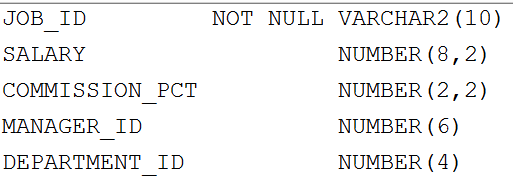 JOB_ID NOT NULL VARCHAR2(10)
SALARY NUMBER(8,2)
COMMISSION_PCT NUMBER(2,2)
MANAGER_ID NUMBER(6)
DEPARTMENT_ID NUMBER(4)